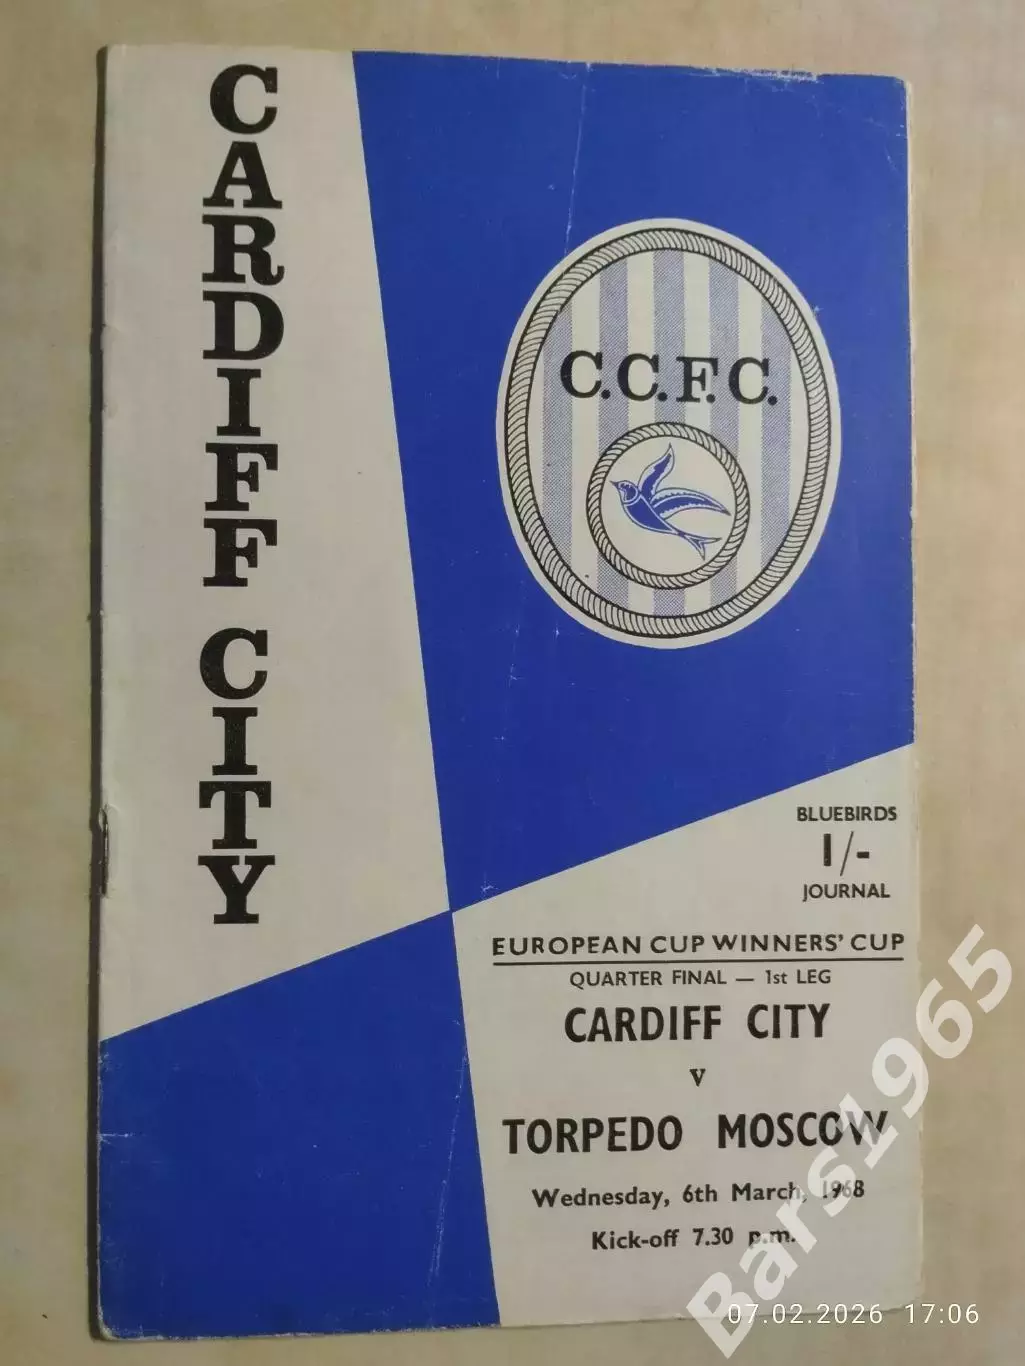 CARDIFF CITY
C.C.F.C.
BLUEBIRDS
1/-
JOURNAL
EUROPEAN CUP WINNERS' CUP
QUARTER FINAL — 1st LEG
CARDIFF CITY
v
TORPEDO MOSCOW
Wednesday, 6th March, 1968
Kick-off 7.30 p.m.
Bars1965
07.02.2026 17:06